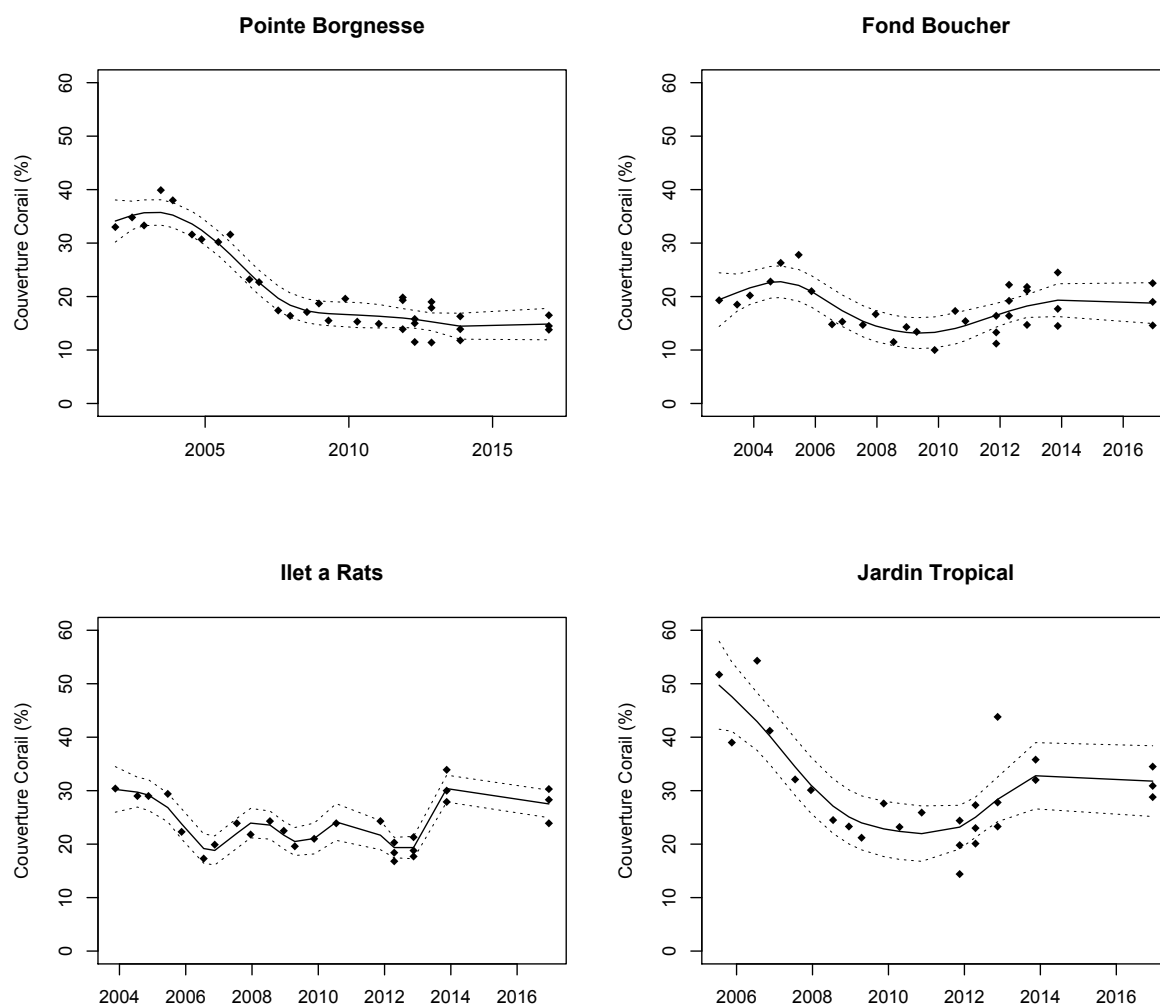 Pointe Borgnesse
Couverture Corail (%)
60
50
40
30
20
10
0
2005 2010 2015
Fond Boucher
Couverture Corail (%)
60
50
40
30
20
10
0
2004 2006 2008 2010 2012 2014 2016
Ilet a Rats
Couverture Corail (%)
60
50
40
30
20
10
0
2004 2006 2008 2010 2012 2014 2016
Jardin Tropical
Couverture Corail (%)
60
50
40
30
20
10
0
2006 2008 2010 2012 2014 2016